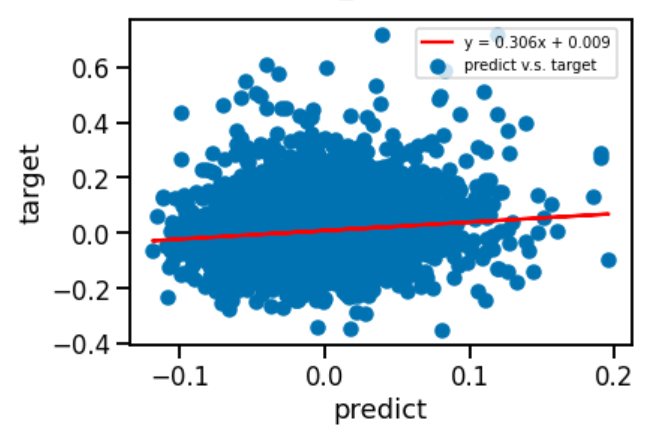 y = 0.306x + 0.009
predict v.s. target
target
0.6
0.4
0.2
0.0
−0.2
−0.4
−0.1
0.0
0.1
0.2
predict